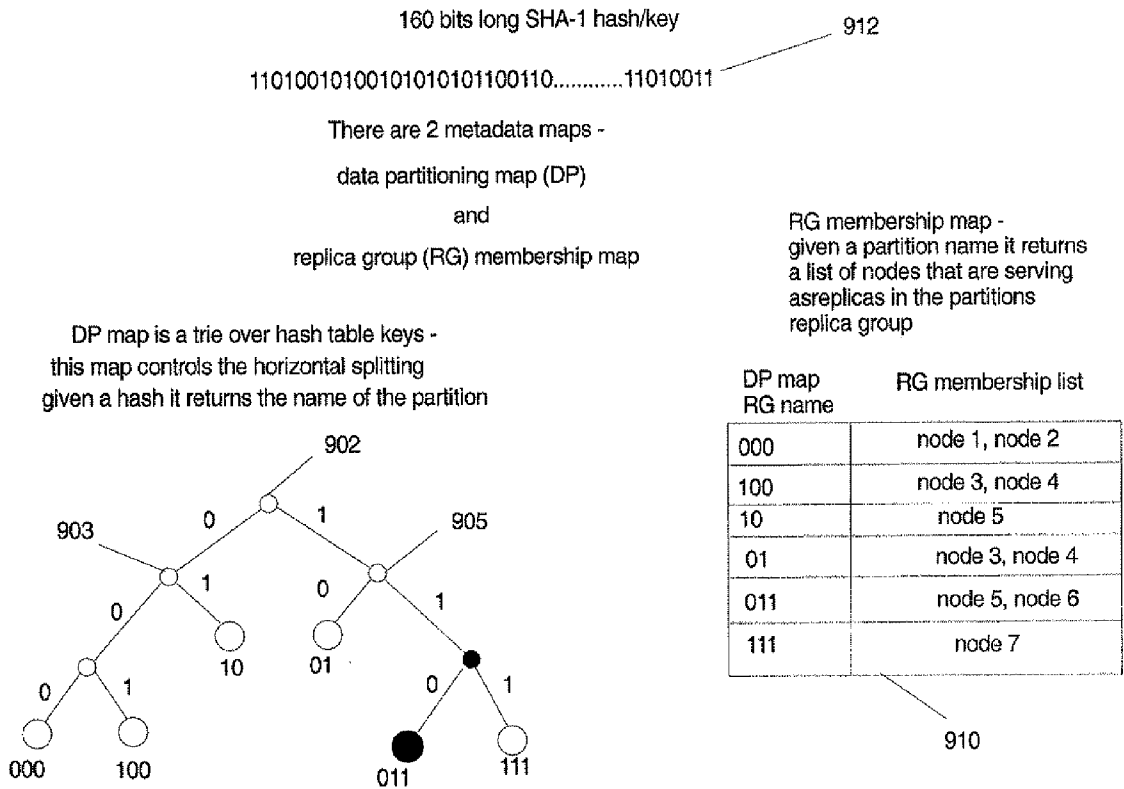 160 bits long SHA-1 hash/key
912
110100101001010101011001 10............11010011
There are 2 metadata maps -
data partitioning map (DP)
and
replica group (RG) membership map
RG membership map -
given a partition name it returns
a list of nodes that are serving
asreplicas in the partitions
replica group
DP map is a trie over hash table keys -
this map controls the horizontal splitting
given a hash it returns the name of the partition
DP map
RG name
RG membership list
000 node 1, node 2
100 node 3, node 4
10 node 5
01 node 3, node 4
011 node 5, node 6
111 node 7
910
902
903
905
0 1
0 1
0 1
10
01
0 1
0 1
000
100
011
111